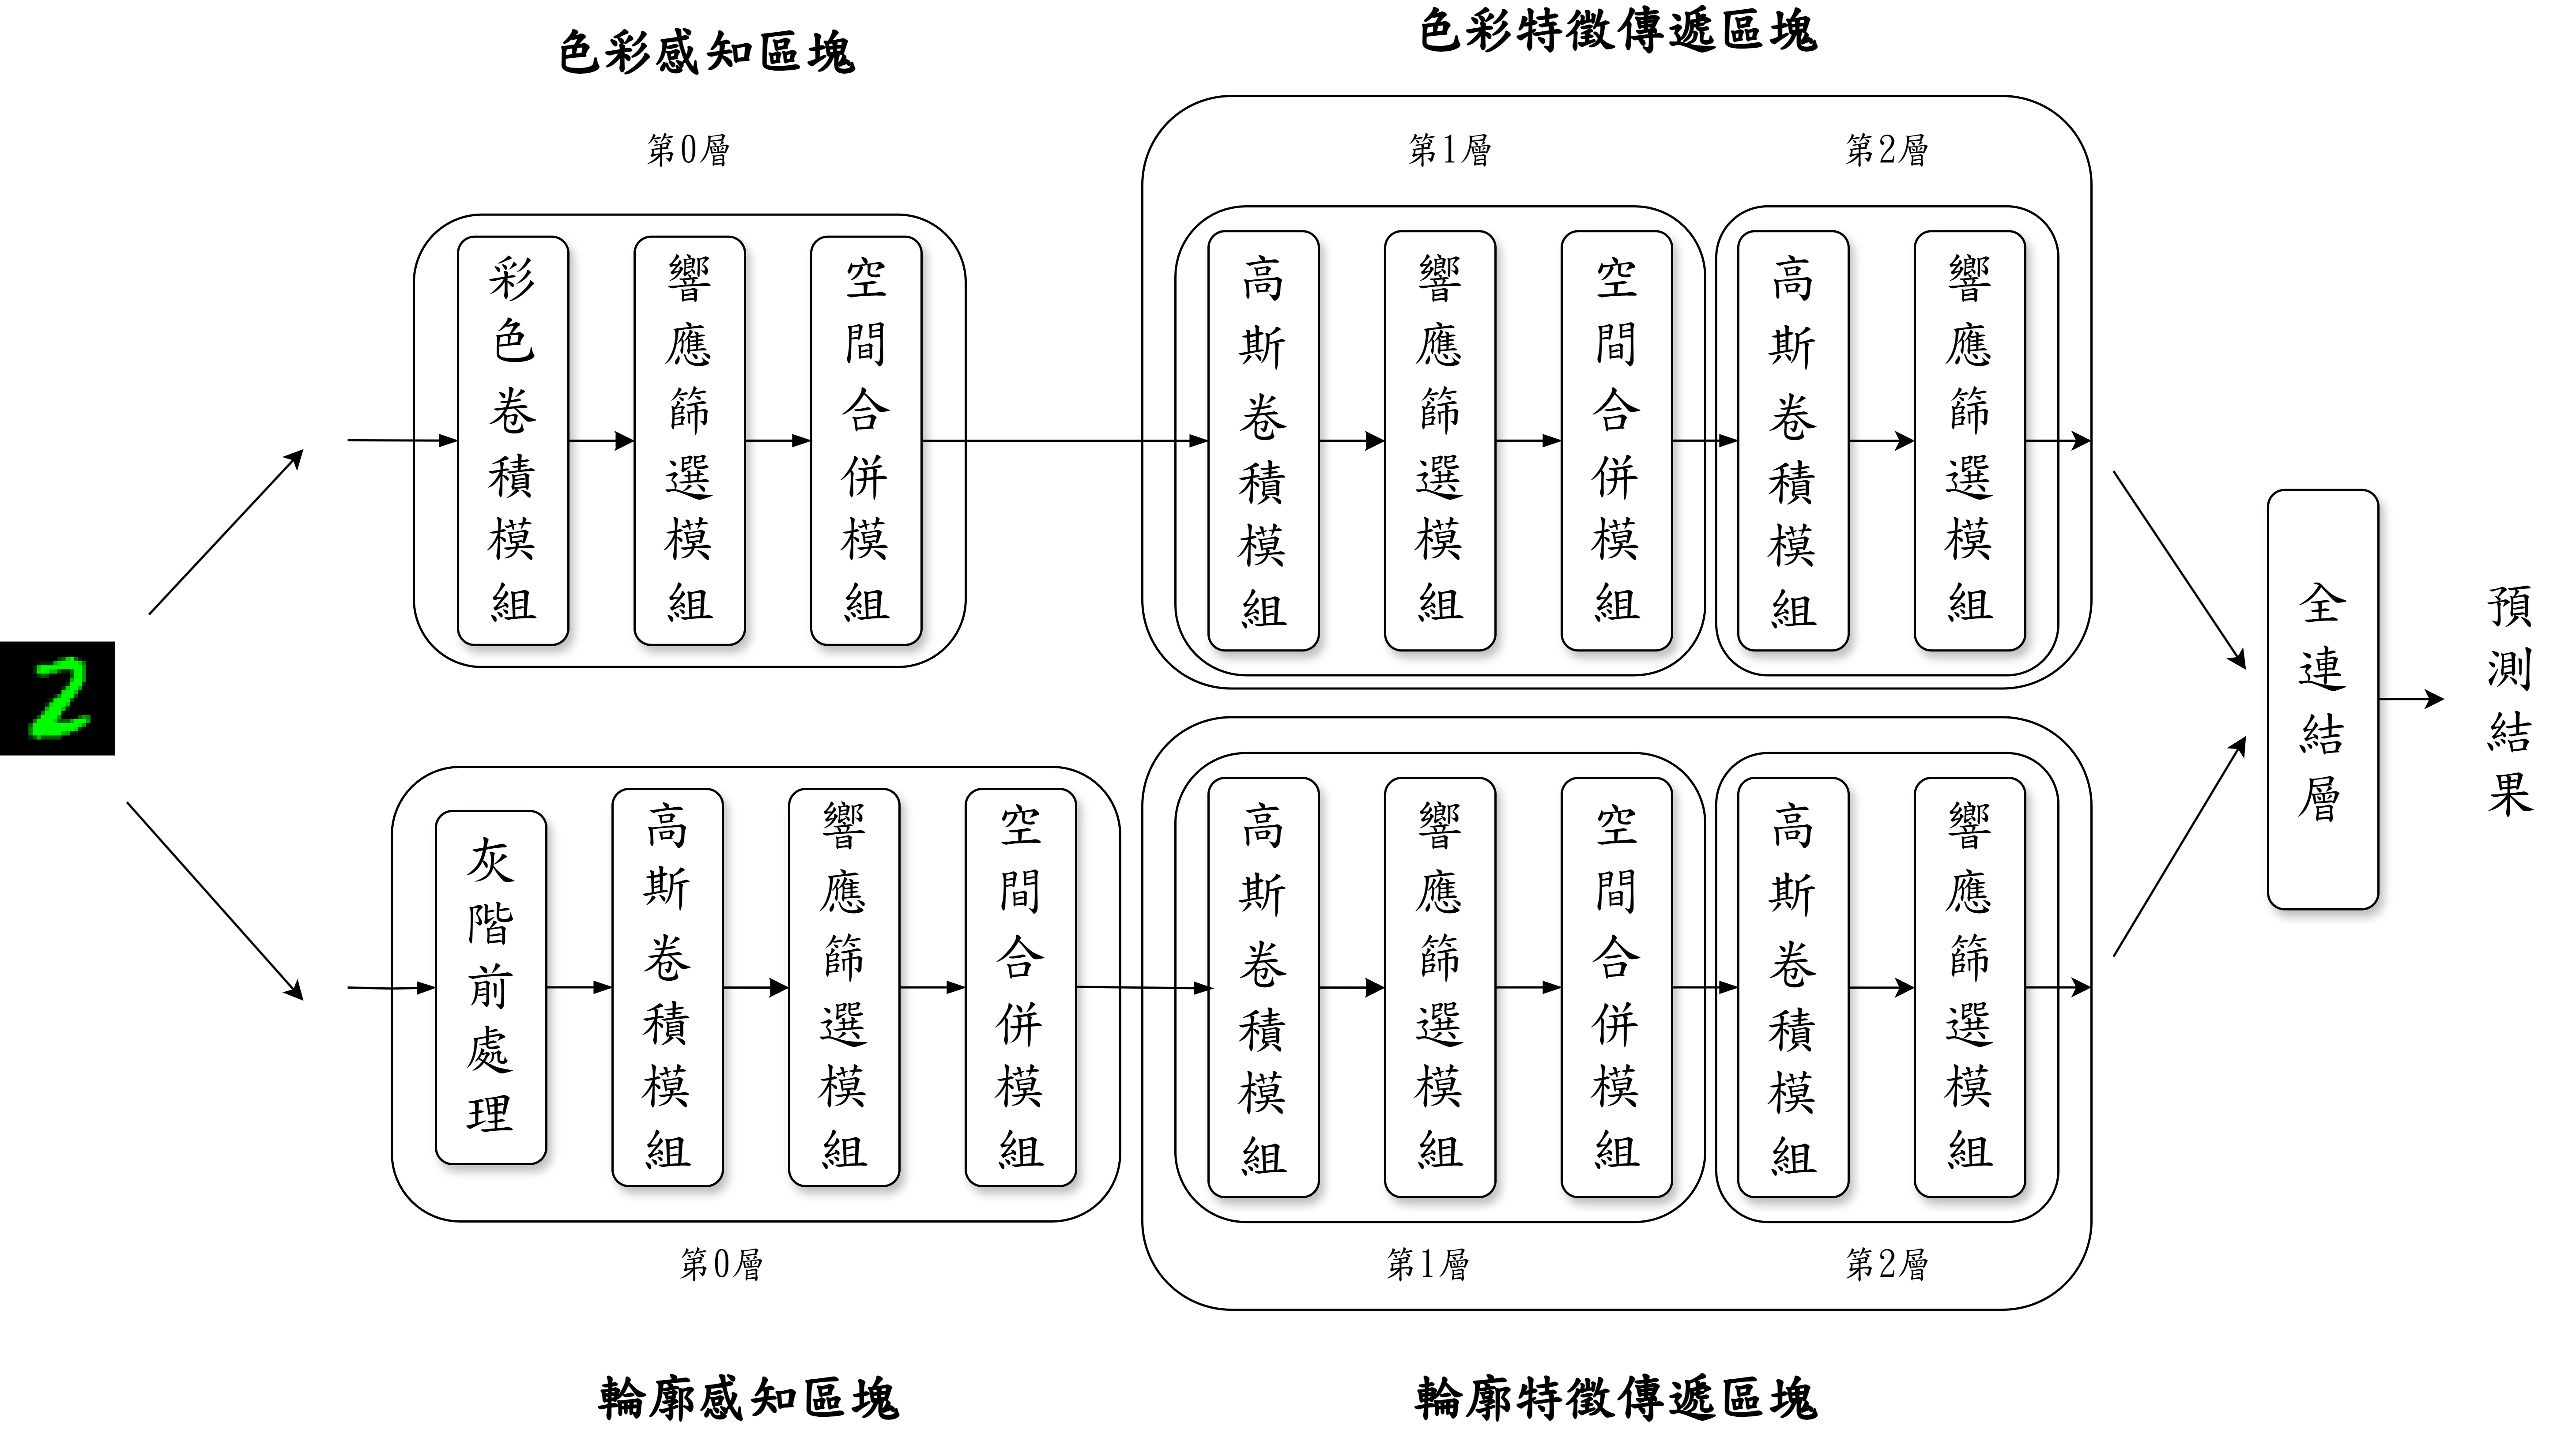 色彩感知區塊
色彩特徵傳遞區塊
第0層
第1層
第2層
彩色卷積模組
響應篩選模組
空間合併模組
高斯卷積模組
響應篩選模組
空間合併模組
高斯卷積模組
響應篩選模組
2
全連結層
預測結果
灰階前處理
高斯卷積模組
響應篩選模組
空間合併模組
高斯卷積模組
響應篩選模組
空間合併模組
高斯卷積模組
響應篩選模組
第0層
第1層
第2層
輪廓感知區塊
輪廓特徵傳遞區塊